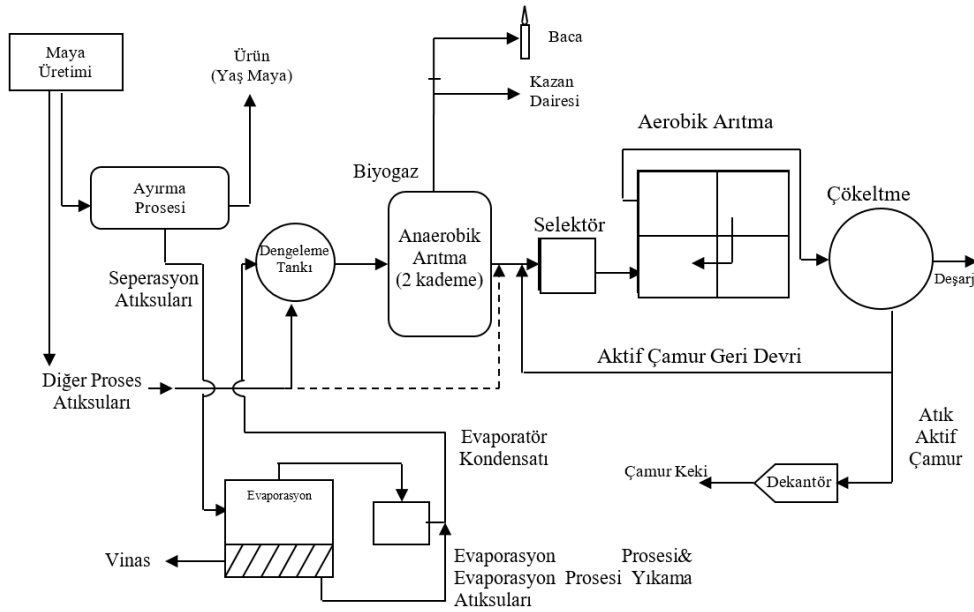 Maya
Üretimi
Ürün
(Yaş Maya)
Baca
Kazan
Dairesi
Ayırma
Prosesi
Biyogaz
Aerobik Arıtma
Çökeltme
Selektör
Dengeleme
Tankı
Anaerobik
Arıtma
(2 kademe)
Seperasyon
Atıksuları
Deşarj
Aktif Çamur Geri Devri
Diğer Proses
Atıksuları
Evaporatör
Kondensatı
Atık
Aktif
Çamur
Çamur Keki
Dekantör
Evaporasyon
Vinas
Evaporasyon Prosesi&
Evaporasyon Prosesi Yıkama
Atıksuları